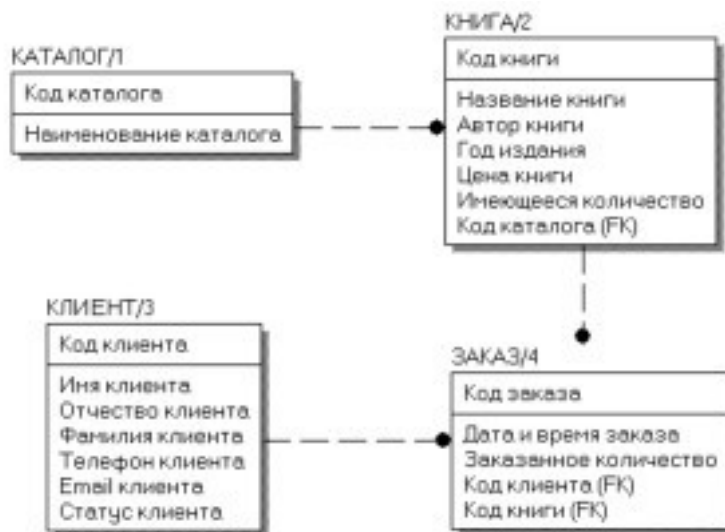 КАТАЛОГ/1
Код каталога
Наименование каталога
КНИГА/2
Код книги
Название книги
Автор книги
Год издания
Цена книги
Имеющееся количество
Код каталога (FK)
КЛИЕНТ/3
Код клиента
Имя клиента
Отчество клиента
Фамилия клиента
Телефон клиента
Email клиента
Статус клиента
ЗАКАЗ/4
Код заказа
Дата и время заказа
Заказанное количество
Код клиента (FK)
Код книги (FK)